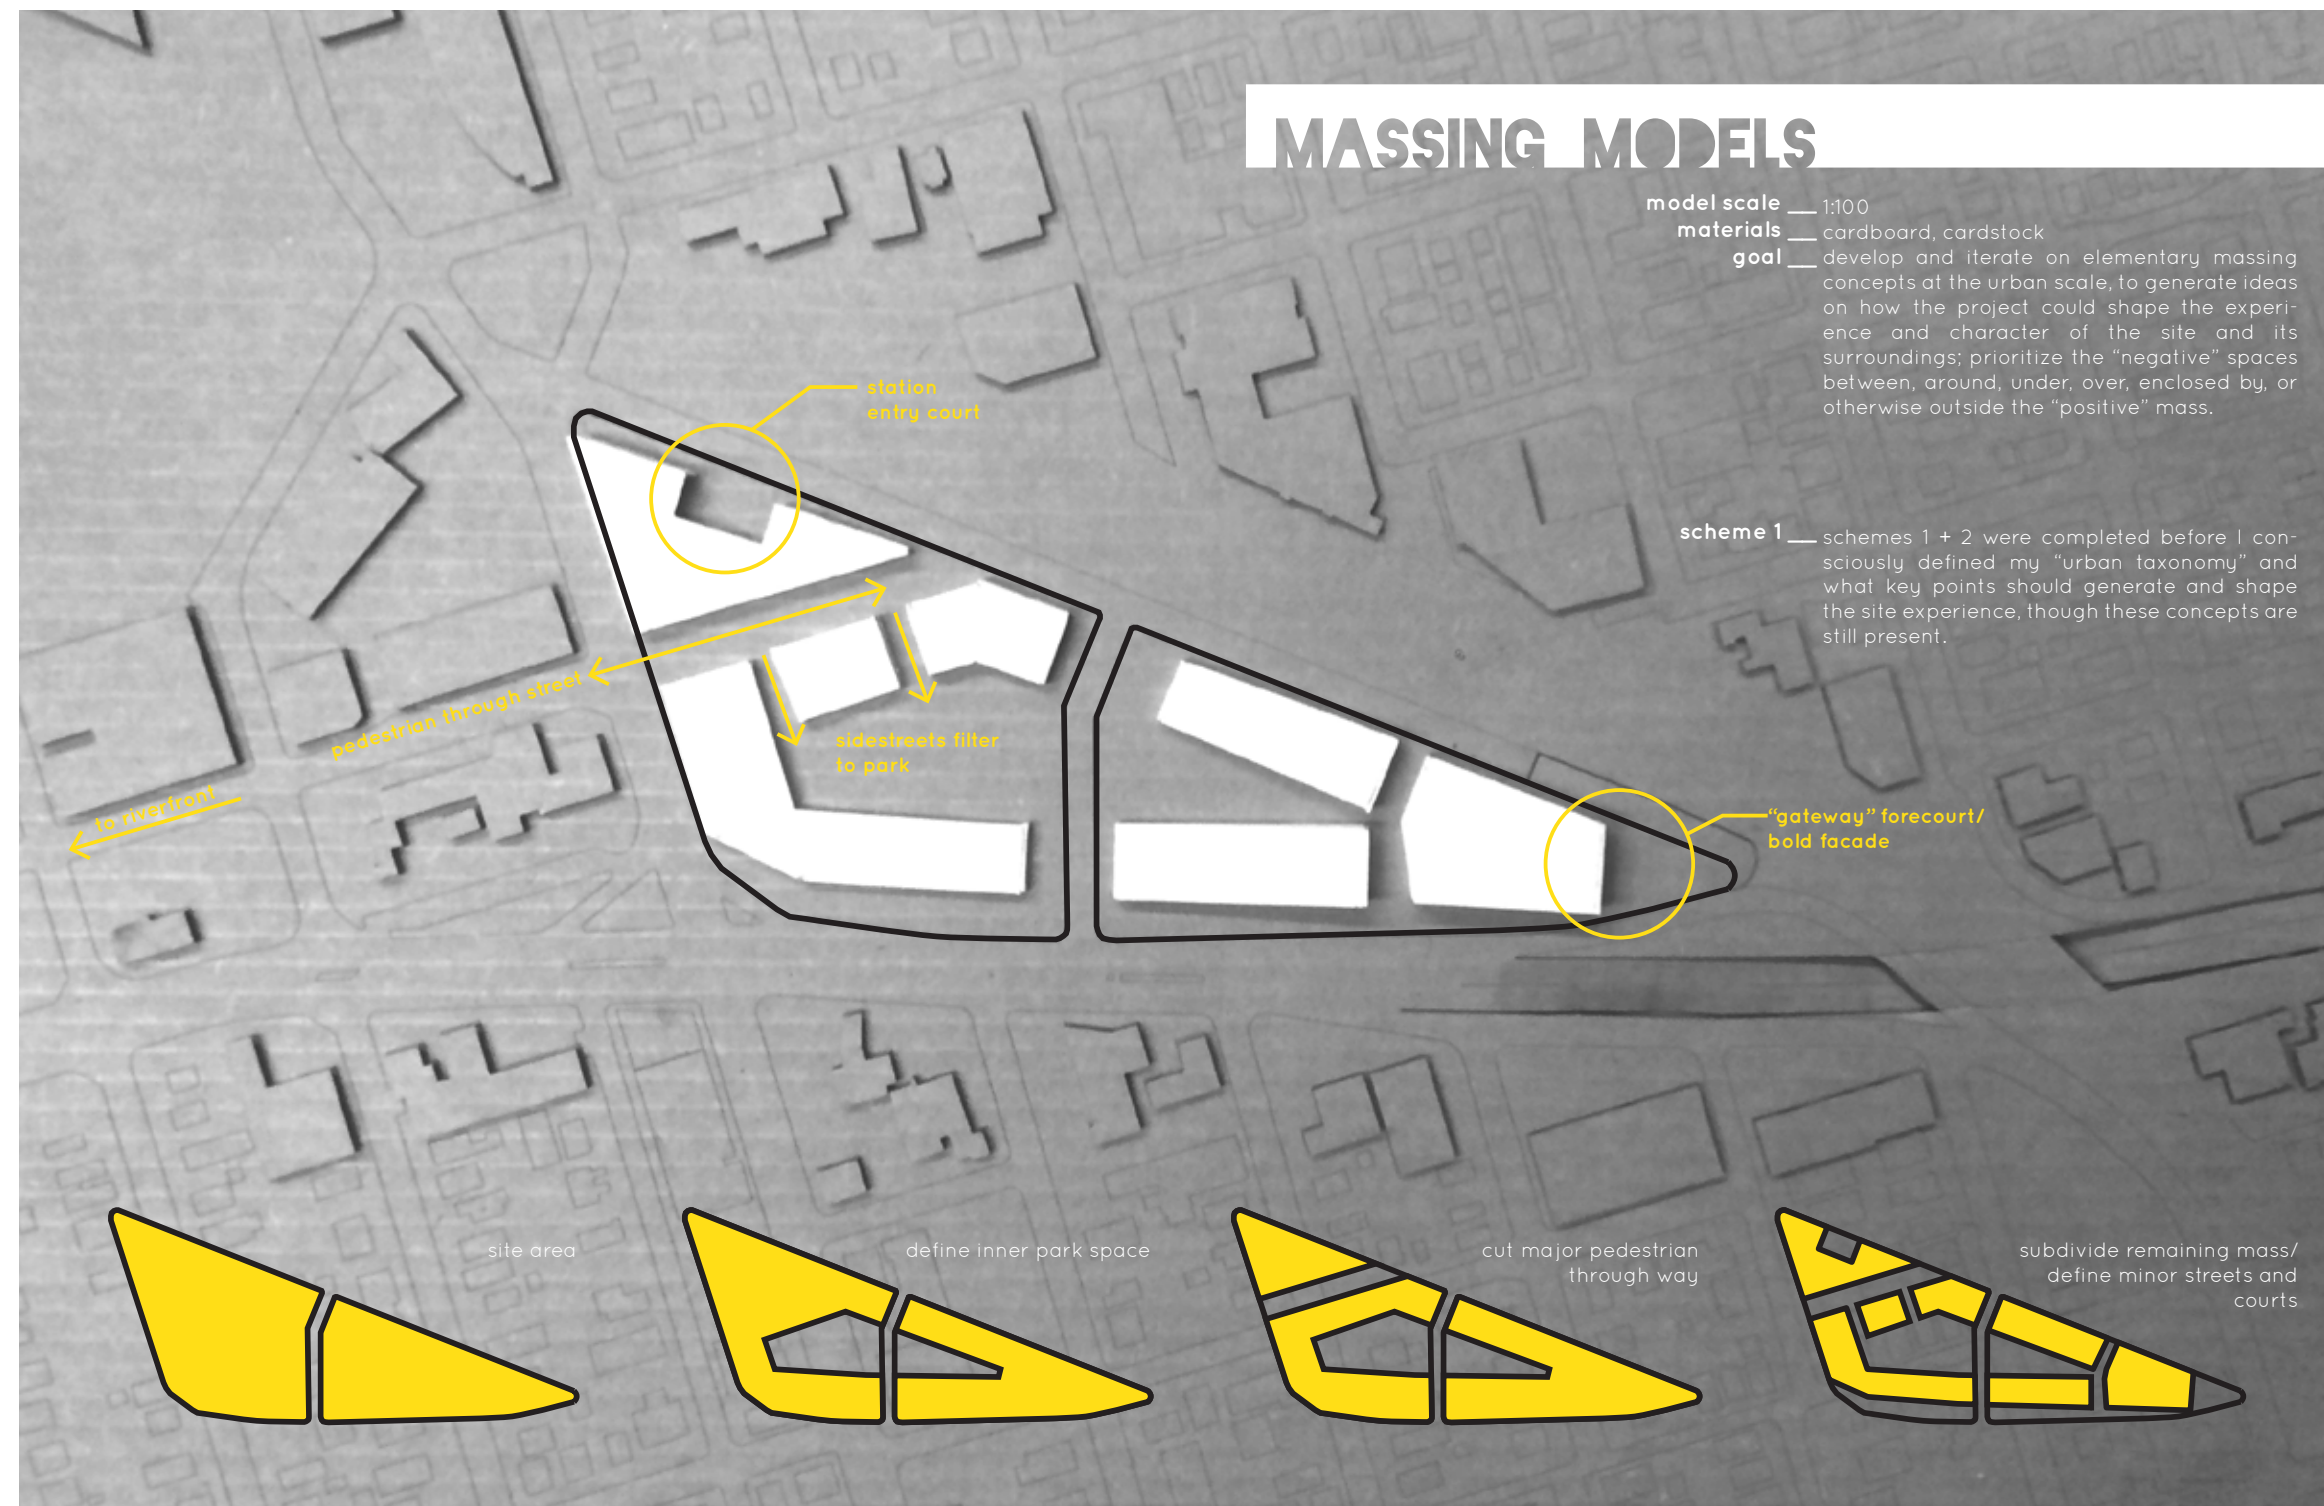 MASSING MODELS
model scale __ 1:100
materials __ cardboard, cardstock
goal __ develop and iterate on elementary massing
concepts at the urban scale, to generate ideas
on how the project could shape the experi-
ence and character of the site and its
surroundings; prioritize the “negative” spaces
between, around, under, over, enclosed by, or
otherwise outside the “positive” mass.
scheme 1 __ schemes 1 + 2 were completed before I con-
sciously defined my “urban taxonomy” and
what key points should generate and shape
the site experience, though these concepts are
still present.
station
entry court
pedestrian through street
sidestreets filter
to park
to riverfront
“gateway” forecourt/
bold facade
site area
define inner park space
cut major pedestrian
through way
subdivide remaining mass/
define minor streets and
courts